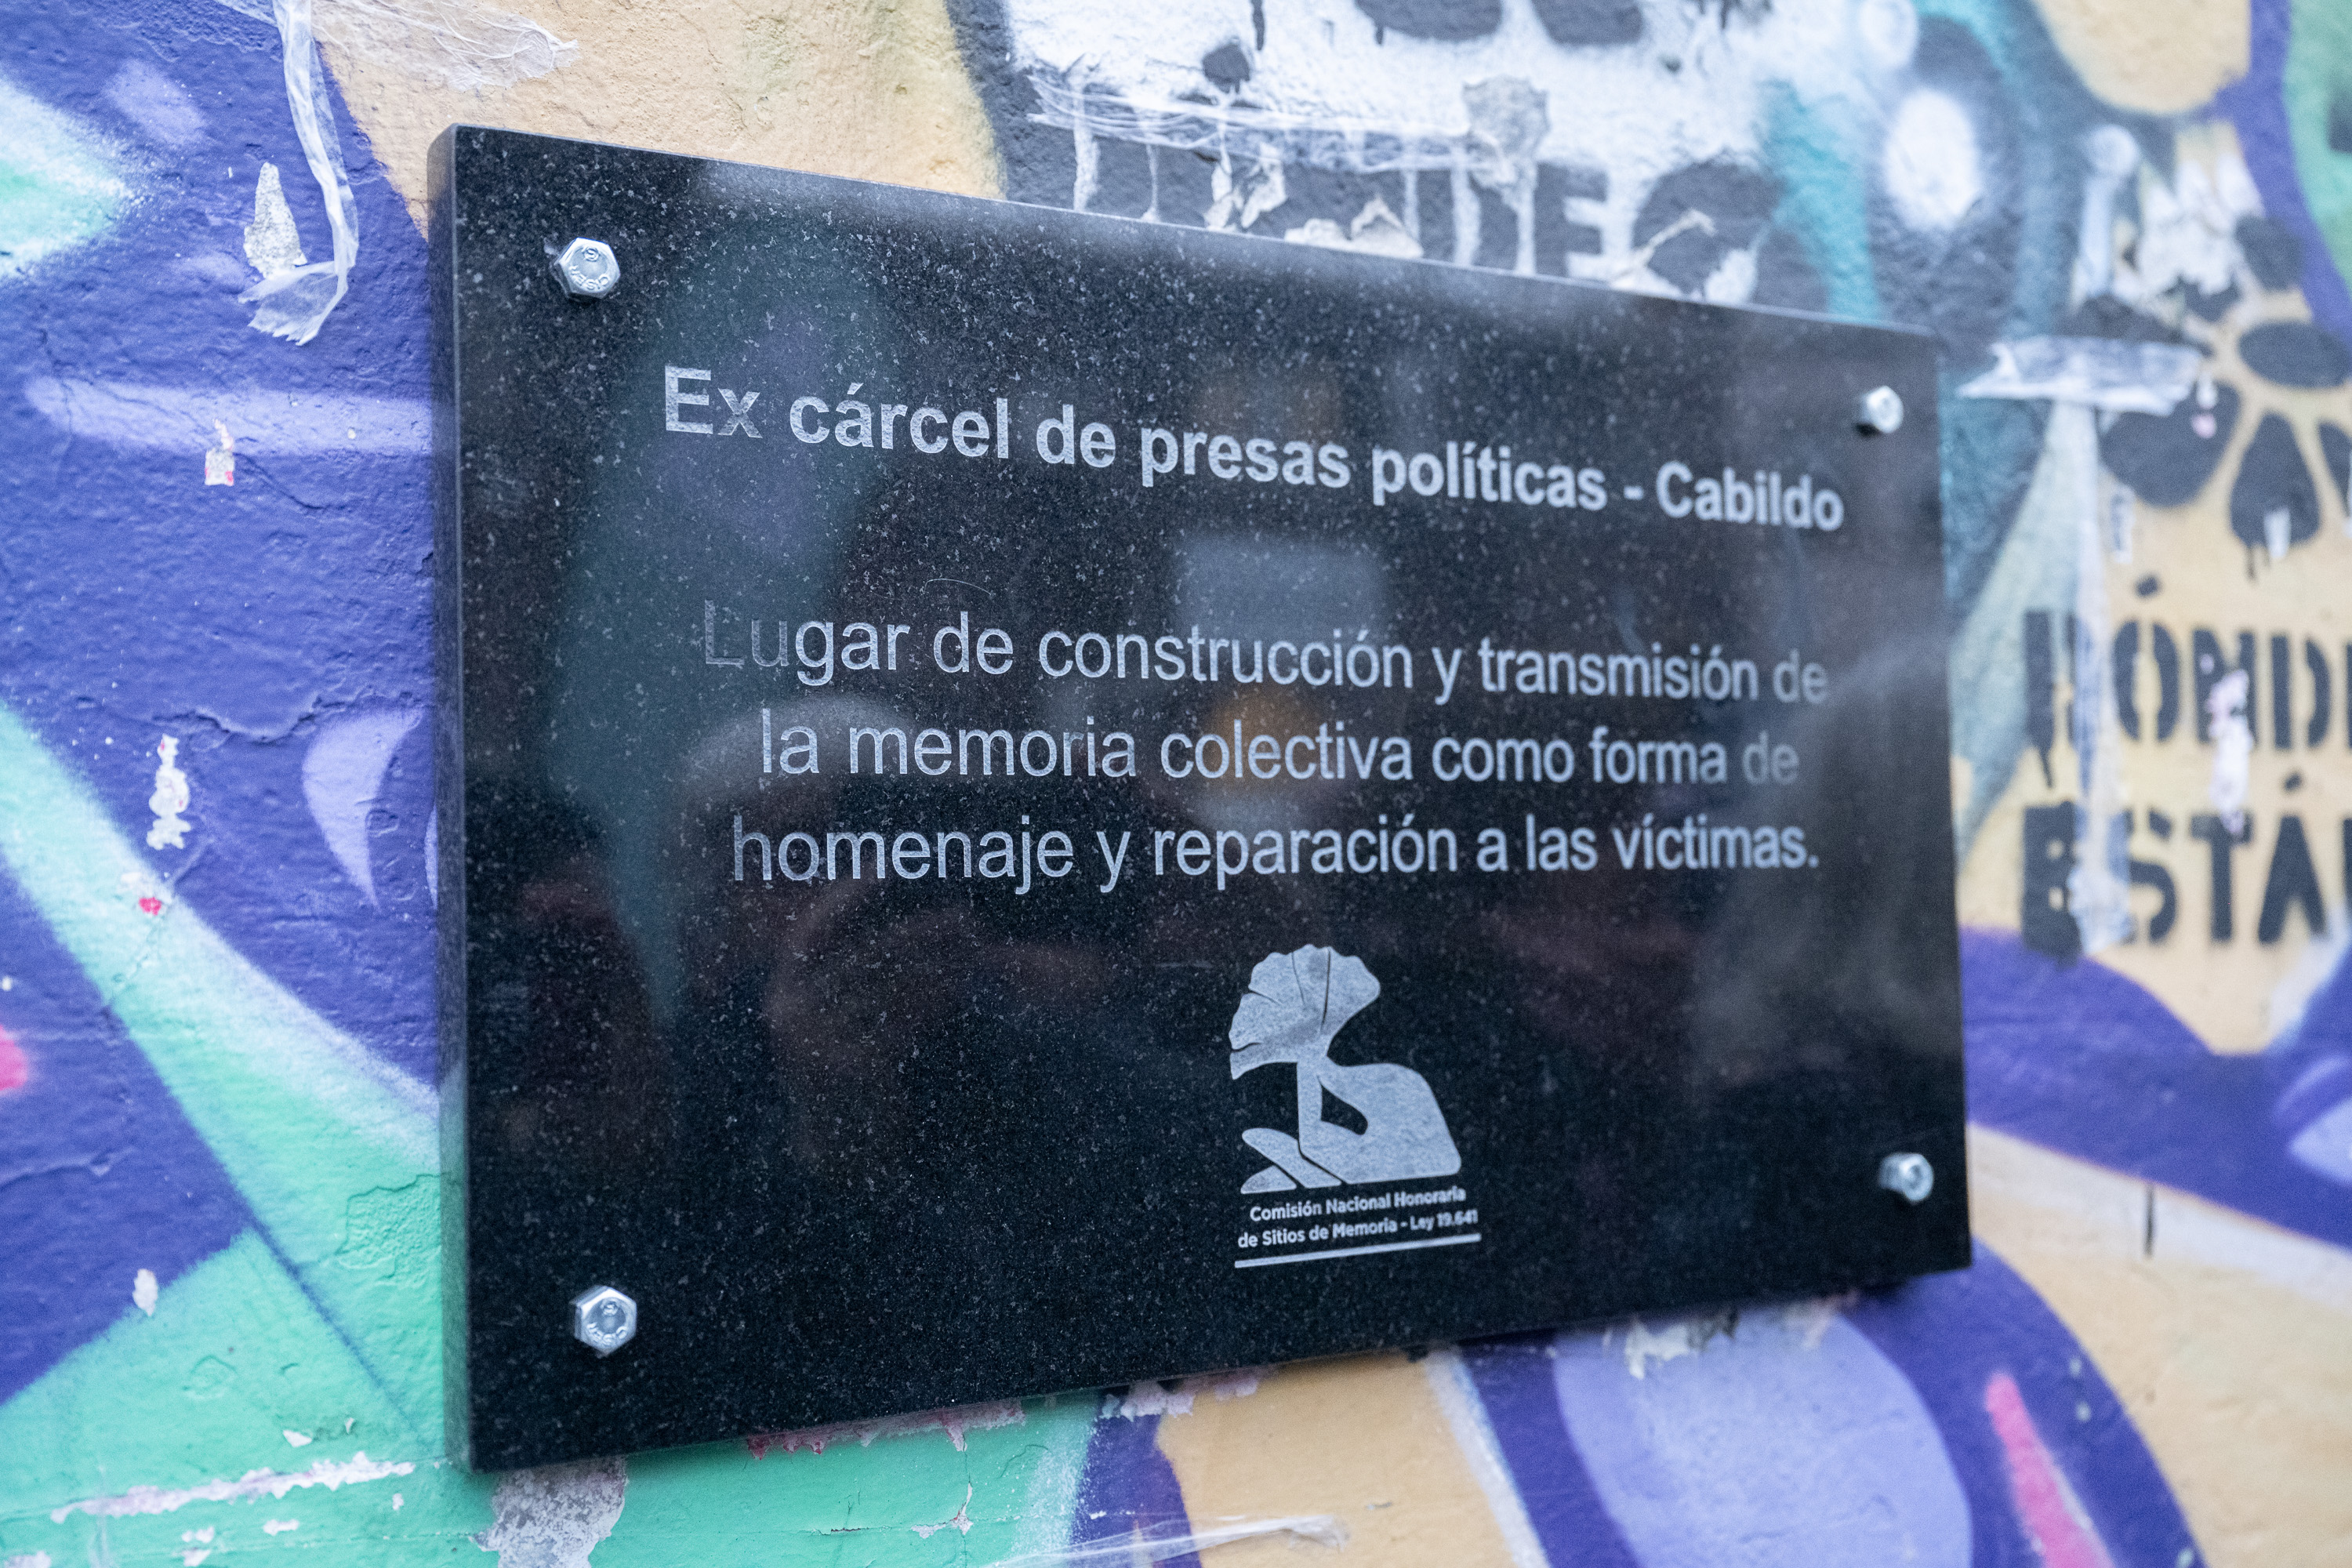 Ex cárcel de presas políticas - Cabildo
Lugar de construcción y transmisión de
la memoria colectiva como forma de
homenaje y reparación a las víctimas.
Comisión Nacional Honoraria
de Sitios de Memoria - Ley 19.641